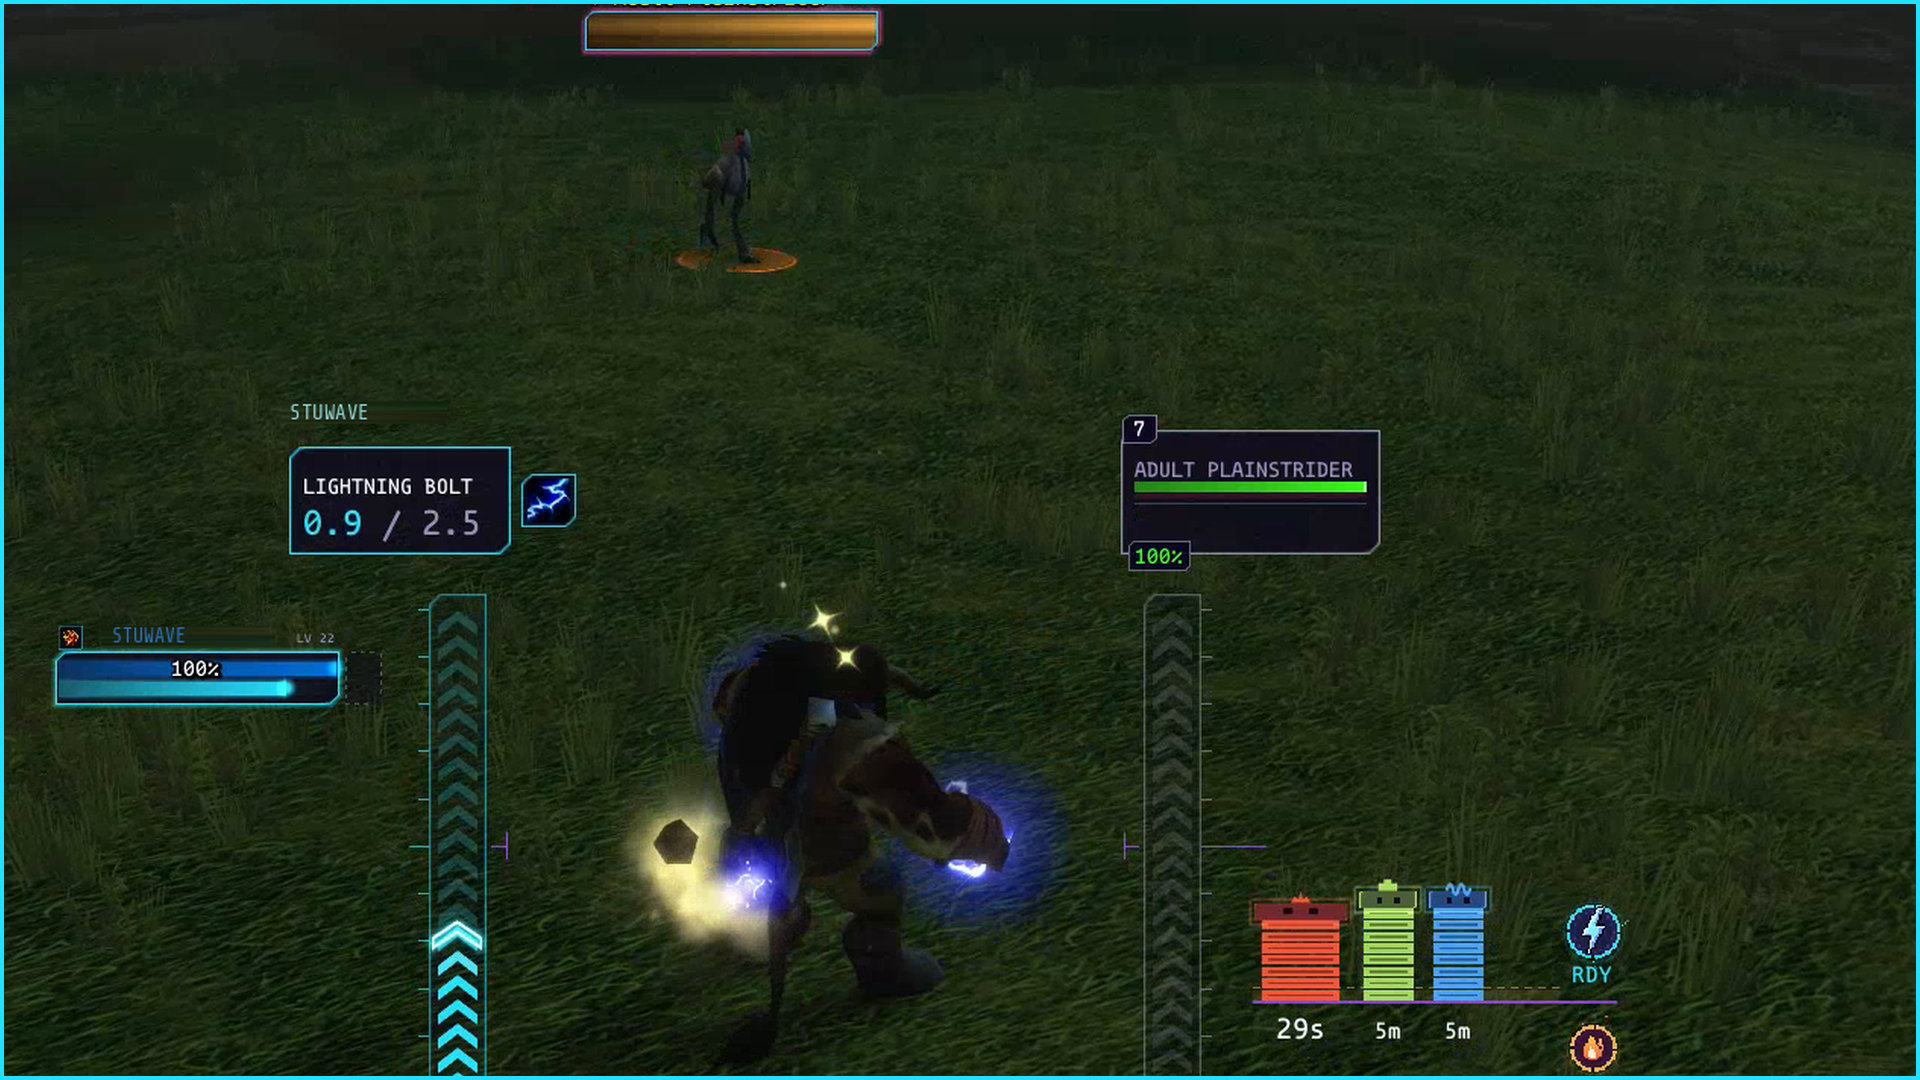 STUWAVE
LIGHTNING BOLT
0.9 / 2.5
7
ADULT PLAINSTRIDER
100%
STUWAVE
LV 22
100%
RDY
29s
5m
5m